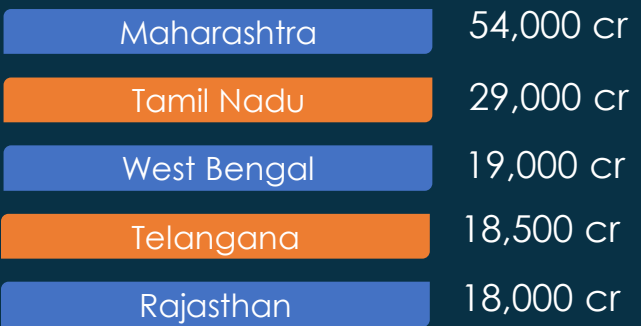 Maharashtra 54,000 cr
Tamil Nadu 29,000 cr
West Bengal 19,000 cr
Telangana 18,500 cr
Rajasthan 18,000 cr